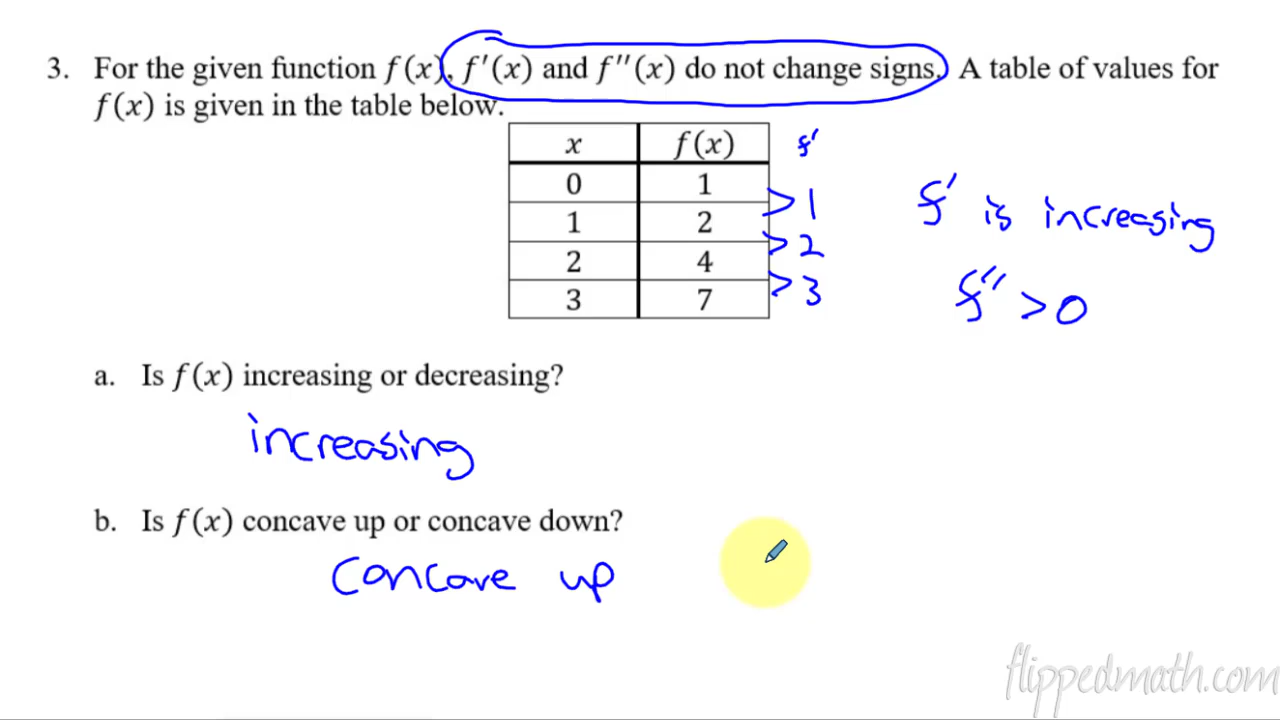 3. For the given function f(x), f′(x) and f″(x) do not change signs. A table of values for
f(x) is given in the table below.
x f(x) f′
0 1
> 1
1 2
> 2
2 4
> 3
3 7
f′ is increasing
f″ > 0
a. Is f(x) increasing or decreasing?
increasing
b. Is f(x) concave up or concave down?
concave up
flippedmath.com